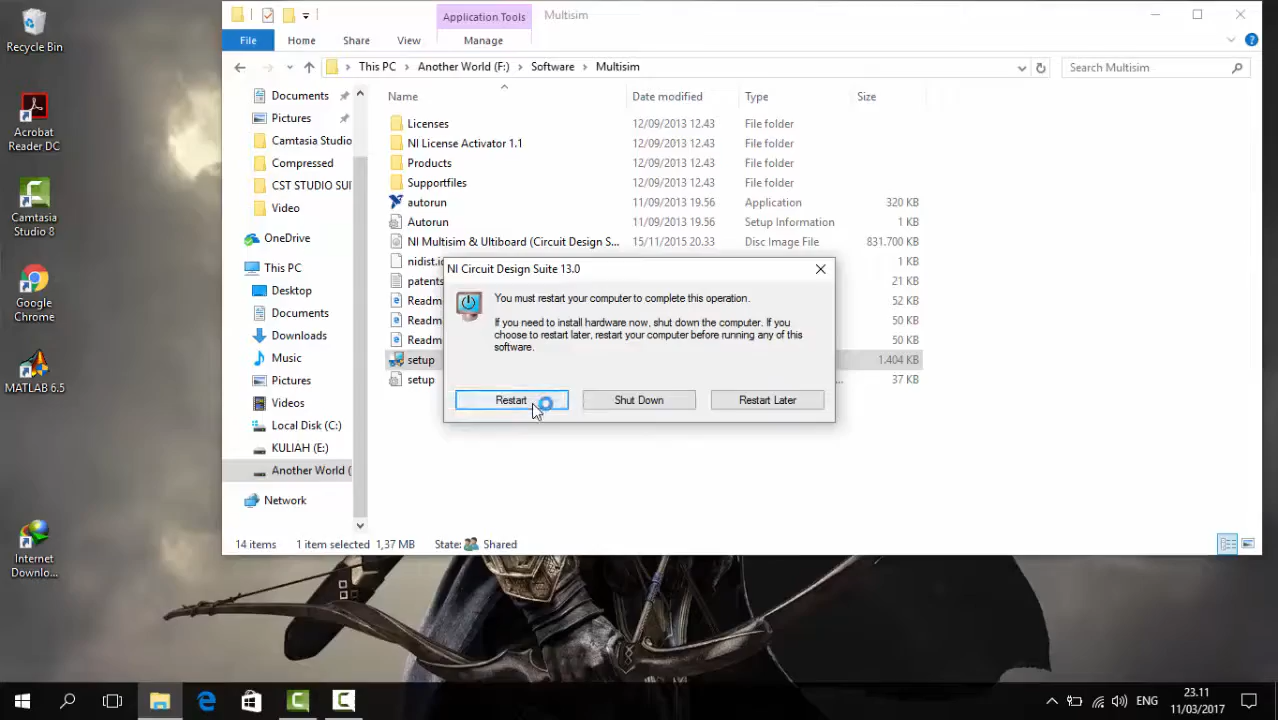 Recycle Bin
Acrobat
Reader DC
Camtasia
Studio 8
Google
Chrome
MATLAB 6.5
Internet
Downlo...
Application Tools
Multisim
File
Home
Share
View
Manage
This PC
Another World (F:)
Software
Multisim
Search Multisim
Documents
Pictures
Camtasia Studio
Compressed
CST STUDIO SUI
Video
OneDrive
This PC
Desktop
Documents
Downloads
Music
Pictures
Videos
Local Disk (C:)
KULIAH (E:)
Another World (
Network
Name
Date modified
Type
Size
Licenses
12/09/2013 12.43
File folder
NI License Activator 1.1
12/09/2013 12.43
File folder
Products
12/09/2013 12.43
File folder
Supportfiles
12/09/2013 12.43
File folder
autorun
11/09/2013 19.56
Application
320 KB
Autorun
11/09/2013 19.56
Setup Information
1 KB
NI Multisim & Ultiboard (Circuit Design S...
15/11/2015 20.33
Disc Image File
831.700 KB
nidist.
1 KB
patents
21 KB
Readm
52 KB
Readm
50 KB
Readm
50 KB
setup
1.404 KB
setup
37 KB
NI Circuit Design Suite 13.0
You must restart your computer to complete this operation.
If you need to install hardware now, shut down the computer. If you
choose to restart later, restart your computer before running any of this
software.
Restart
Shut Down
Restart Later
14 items
1 item selected 1,37 MB
State:
Shared
ENG
23.11
11/03/2017